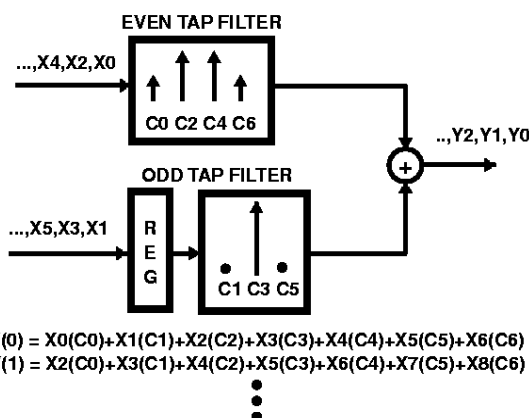 EVEN TAP FILTER
...,X4,X2,X0
C0 C2 C4 C6
..,Y2,Y1,Y0
+
ODD TAP FILTER
...,X5,X3,X1
REG
C1 C3 C5
(0) = X0(C0)+X1(C1)+X2(C2)+X3(C3)+X4(C4)+X5(C5)+X6(C6)
(1) = X2(C0)+X3(C1)+X4(C2)+X5(C3)+X6(C4)+X7(C5)+X8(C6)